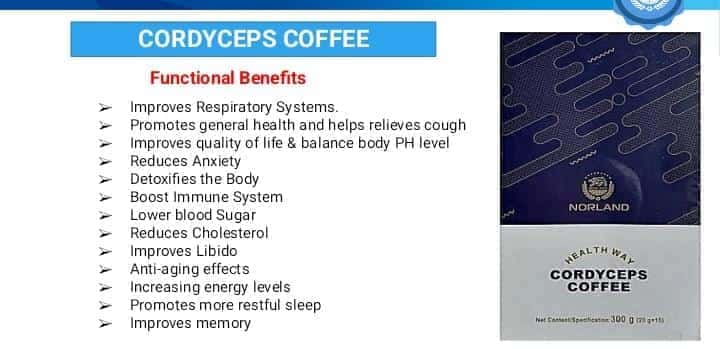 CORDYCEPS COFFEE
Functional Benefits
➢ Improves Respiratory Systems.
➢ Promotes general health and helps relieves cough
➢ Improves quality of life & balance body PH level
➢ Reduces Anxiety
➢ Detoxifies the Body
➢ Boost Immune System
➢ Lower blood Sugar
➢ Reduces Cholesterol
➢ Improves Libido
➢ Anti-aging effects
➢ Increasing energy levels
➢ Promotes more restful sleep
➢ Improves memory
NORLAND
HEALTH WAY
CORDYCEPS
COFFEE
Net Content/Specification: 300 g (20 g×15)